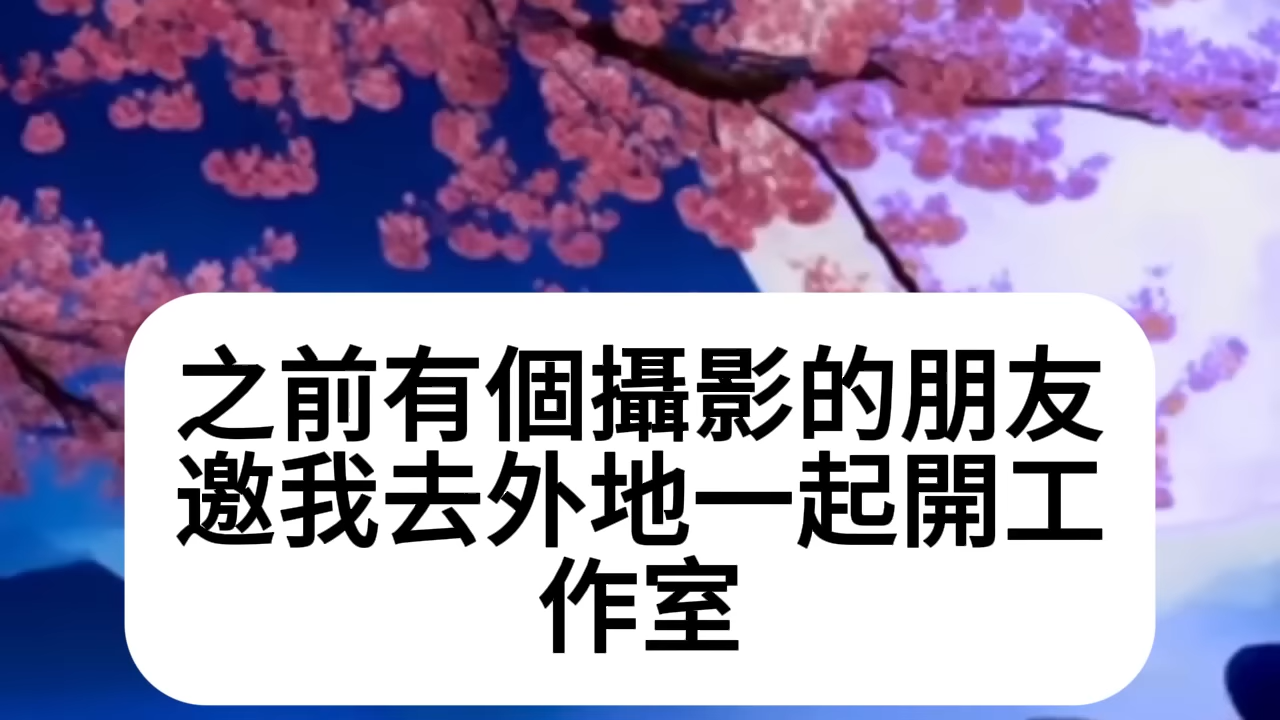 之前有個攝影的朋友
邀我去外地一起開工
作室